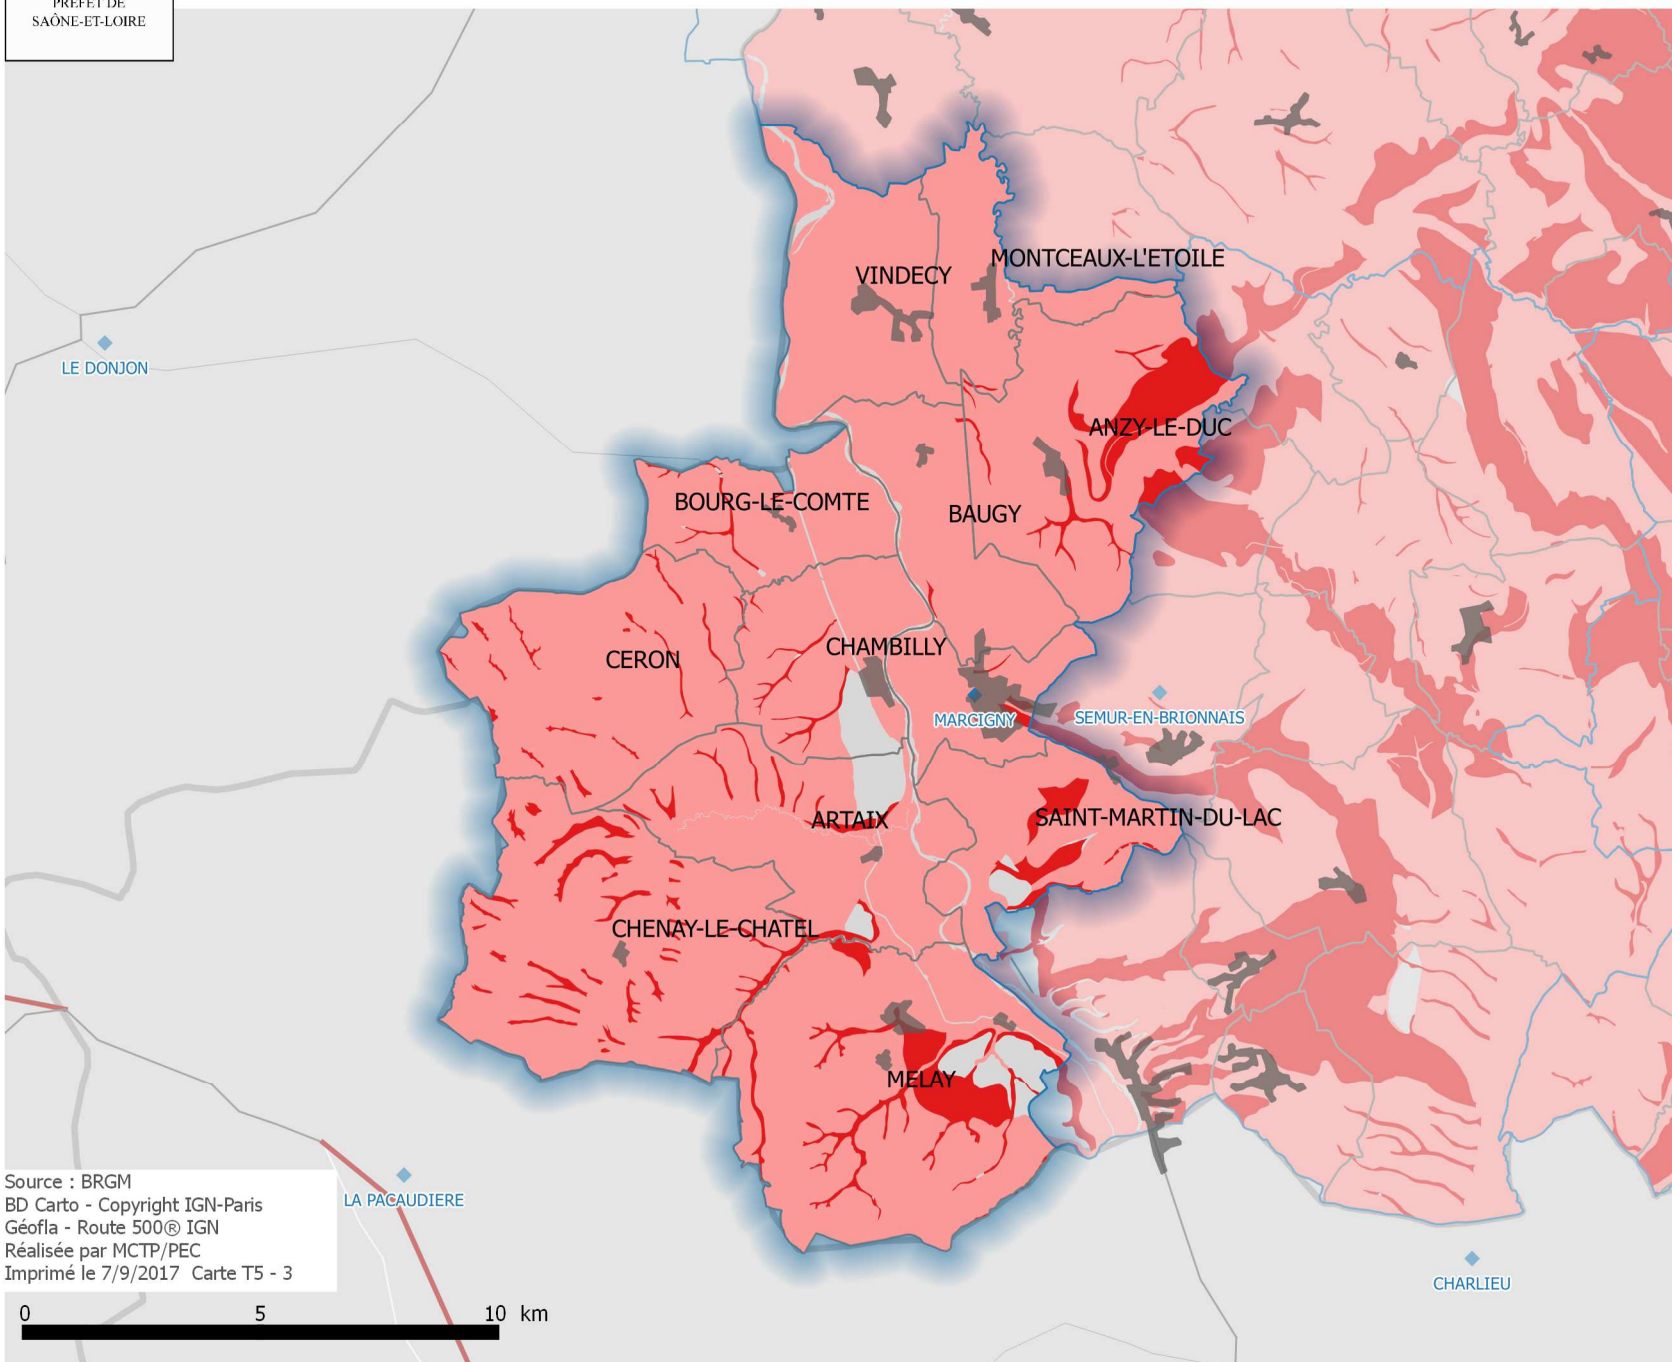 PREFET DE
SAÔNE-ET-LOIRE
MONTCEAUX-L'ETOILE
VINDECY
LE DONJON
ANZY-LE-DUC
BOURG-LE-COMTE
BAUGY
CHAMBILLY
CERON
MARCIGNY
SEMUR-EN-BRIONNAIS
ARTAIX
SAINT-MARTIN-DU-LAC
CHENAY-LE-CHATEL
MELAY
LA PACAUDIERE
Source : BRGM
BD Carto - Copyright IGN-Paris
Géofla - Route 500® IGN
Réalisée par MCTP/PEC
Imprimé le 7/9/2017 Carte T5 - 3
CHARLIEU
0 5 10 km